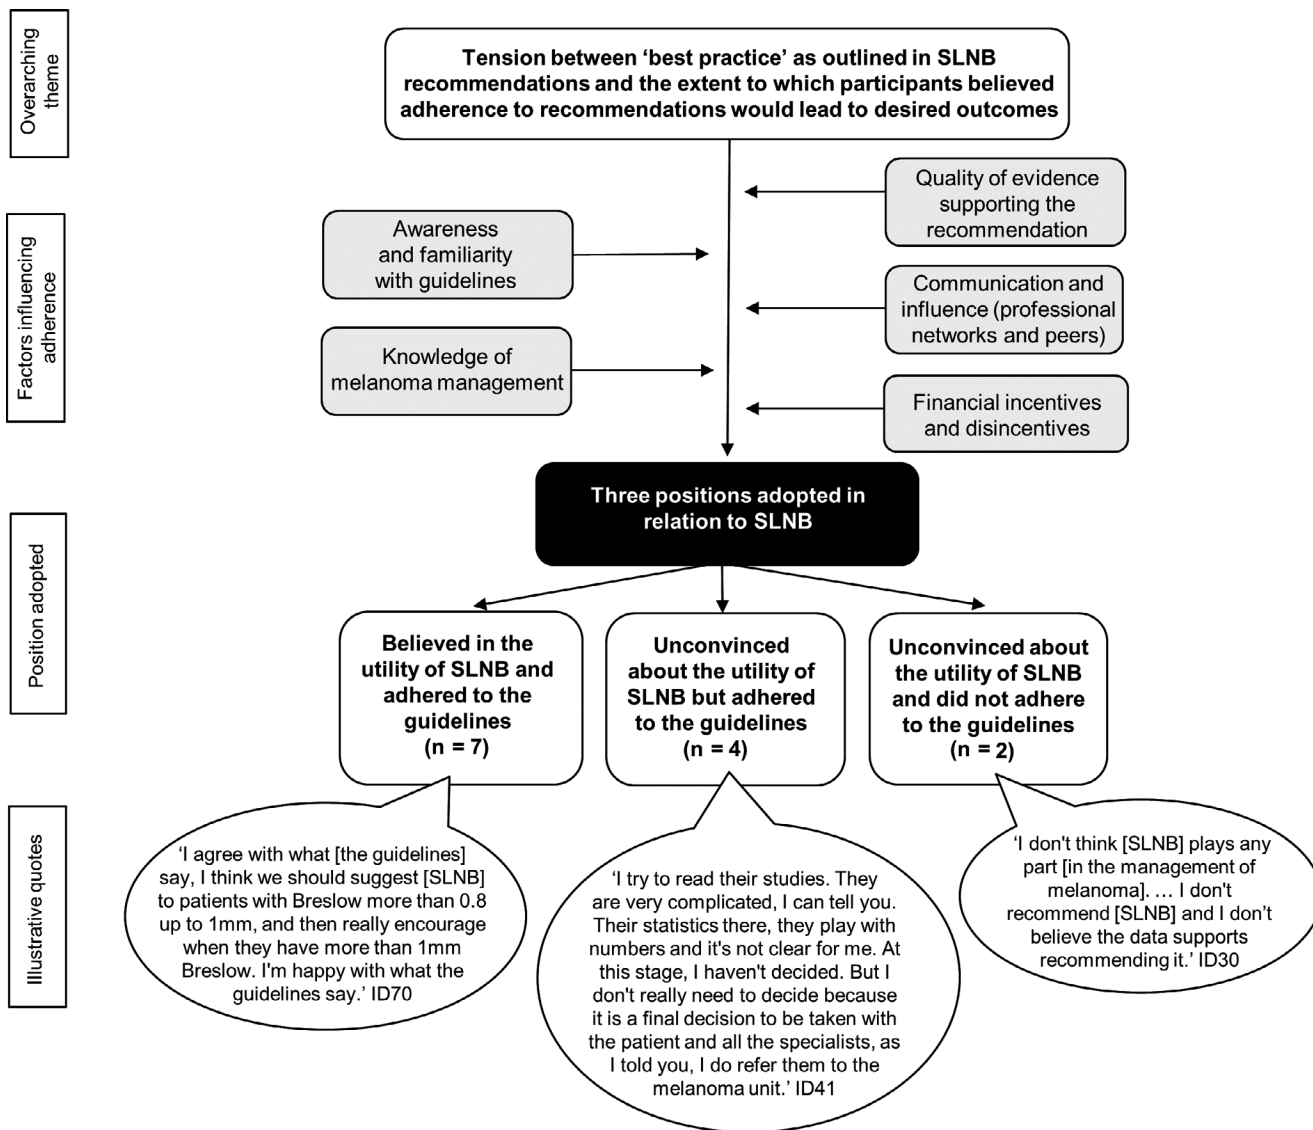 Overarching
theme
Tension between ‘best practice’ as outlined in SLNB
recommendations and the extent to which participants believed
adherence to recommendations would lead to desired outcomes
Factors influencing
adherence
Quality of evidence
supporting the
recommendation
Awareness
and familiarity
with guidelines
Communication and
influence (professional
networks and peers)
Knowledge of
melanoma management
Financial incentives
and disincentives
Position adopted
Three positions adopted in
relation to SLNB
Believed in the
utility of SLNB and
adhered to the
guidelines
(n = 7)
Unconvinced
about the utility of
SLNB but adhered
to the guidelines
(n = 4)
Unconvinced about
the utility of SLNB
and did not adhere
to the guidelines
(n = 2)
Illustrative quotes
‘I agree with what [the guidelines]
say, I think we should suggest [SLNB]
to patients with Breslow more than 0.8
up to 1mm, and then really encourage
when they have more than 1mm
Breslow. I'm happy with what the
guidelines say.’ ID70
‘I try to read their studies. They
are very complicated, I can tell you.
Their statistics there, they play with
numbers and it's not clear for me. At
this stage, I haven't decided. But I
don't really need to decide because
it is a final decision to be taken with
the patient and all the specialists, as
I told you, I do refer them to the
melanoma unit.’ ID41
‘I don't think [SLNB] plays any
part [in the management of
melanoma]. ... I don't
recommend [SLNB] and I don’t
believe the data supports
recommending it.’ ID30